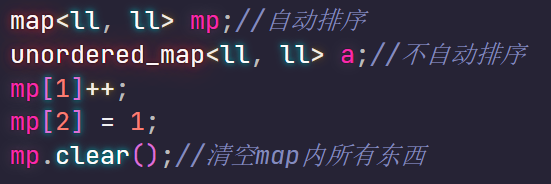 map<ll, ll> mp;//自动排序
unordered_map<ll, ll> a;//不自动排序
mp[1]++;
mp[2] = 1;
mp.clear();//清空map内所有东西